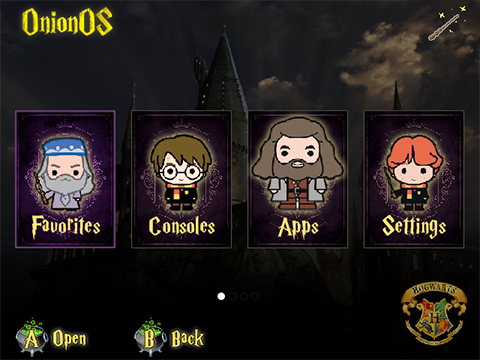 OnionOS
Favorites
Consoles
Apps
Settings
HOGWARTS
A Open
B Back